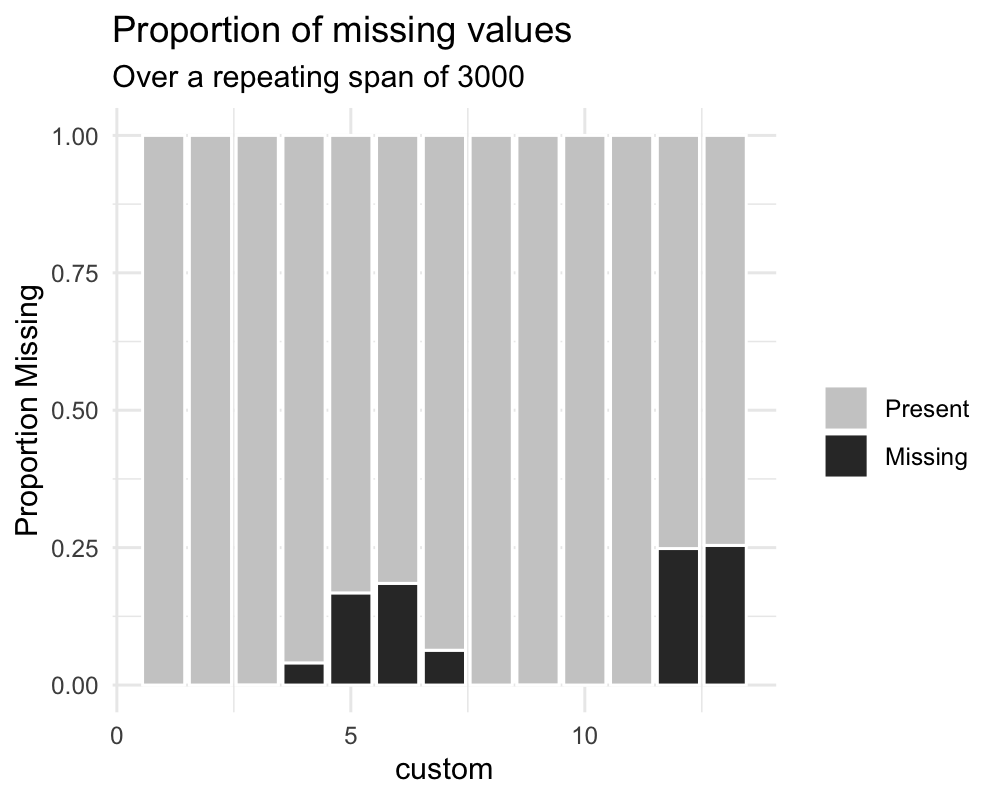 Proportion of missing values
Over a repeating span of 3000
Proportion Missing
1.00
0.75
0.50
0.25
0.00
0
5
10
custom
Present
Missing